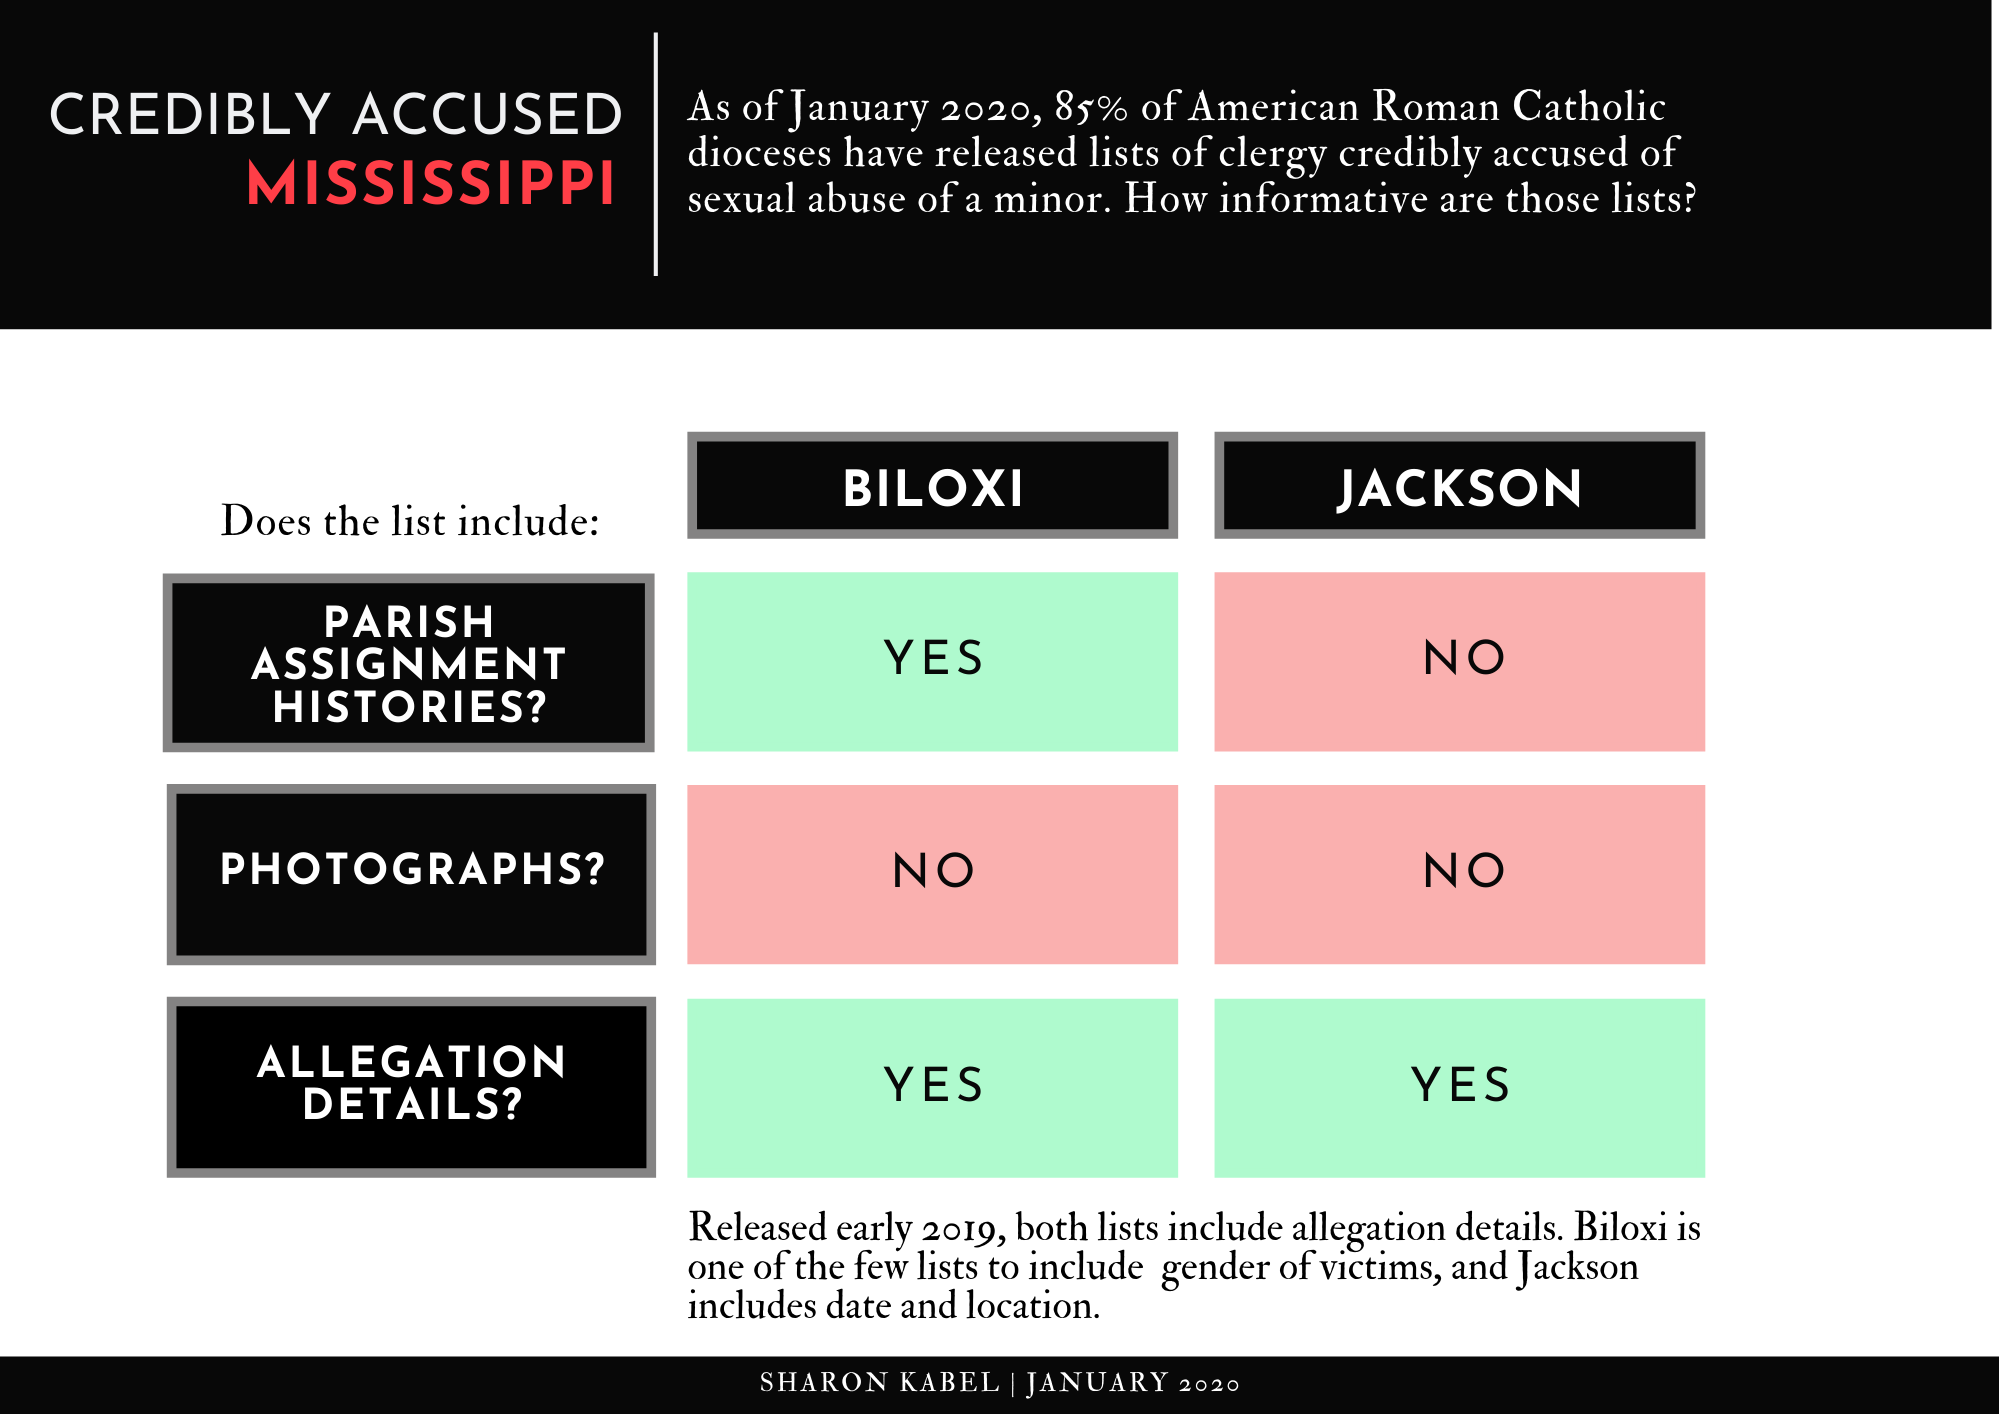 CREDIBLY ACCUSED
MISSISSIPPI
As of January 2020, 85% of American Roman Catholic
dioceses have released lists of clergy credibly accused of
sexual abuse of a minor. How informative are those lists?
Does the list include:
BILOXI
JACKSON
PARISH
ASSIGNMENT
HISTORIES?
YES
NO
PHOTOGRAPHS?
NO
NO
ALLEGATION
DETAILS?
YES
YES
Released early 2019, both lists include allegation details. Biloxi is
one of the few lists to include  gender of victims, and Jackson
includes date and location.
SHARON KABEL | JANUARY 2020